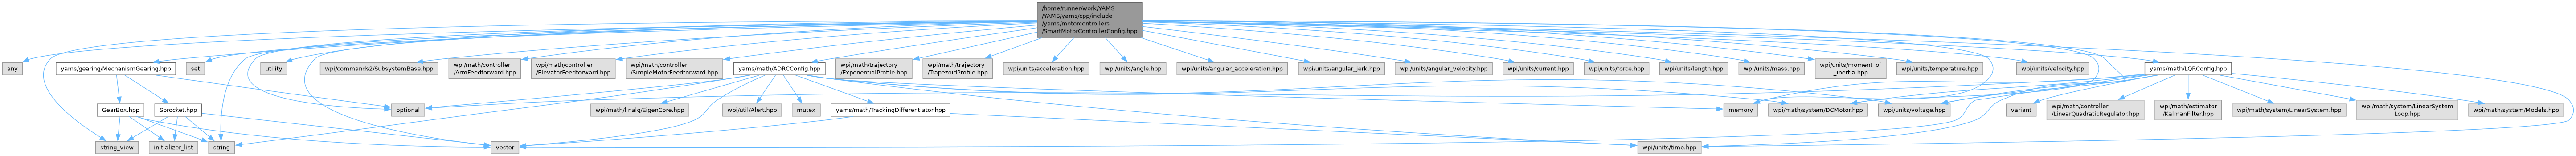 /home/runner/work/YAMS
/YAMS/yams/cpp/include
/yams/motorcontrollers
/SmartMotorControllerConfig.hpp
any
yams/gearing/MechanismGearing.hpp
set
utility
wpi/commands2/SubsystemBase.hpp
wpi/math/controller
/ArmFeedforward.hpp
wpi/math/controller
/ElevatorFeedforward.hpp
wpi/math/controller
/SimpleMotorFeedforward.hpp
yams/math/ADRCConfig.hpp
wpi/math/trajectory
/ExponentialProfile.hpp
wpi/math/trajectory
/TrapezoidProfile.hpp
wpi/units/acceleration.hpp
wpi/units/angle.hpp
wpi/units/angular_acceleration.hpp
wpi/units/angular_jerk.hpp
wpi/units/angular_velocity.hpp
wpi/units/current.hpp
wpi/units/force.hpp
wpi/units/length.hpp
wpi/units/mass.hpp
wpi/units/moment_of
_inertia.hpp
wpi/units/temperature.hpp
wpi/units/velocity.hpp
yams/math/LQRConfig.hpp
GearBox.hpp
Sprocket.hpp
optional
wpi/math/linalg/EigenCore.hpp
wpi/util/Alert.hpp
mutex
yams/math/TrackingDifferentiator.hpp
memory
wpi/math/system/DCMotor.hpp
wpi/units/voltage.hpp
variant
wpi/math/controller
/LinearQuadraticRegulator.hpp
wpi/math/estimator
/KalmanFilter.hpp
wpi/math/system/LinearSystem.hpp
wpi/math/system/LinearSystem
Loop.hpp
wpi/math/system/Models.hpp
string_view
initializer_list
string
vector
wpi/units/time.hpp